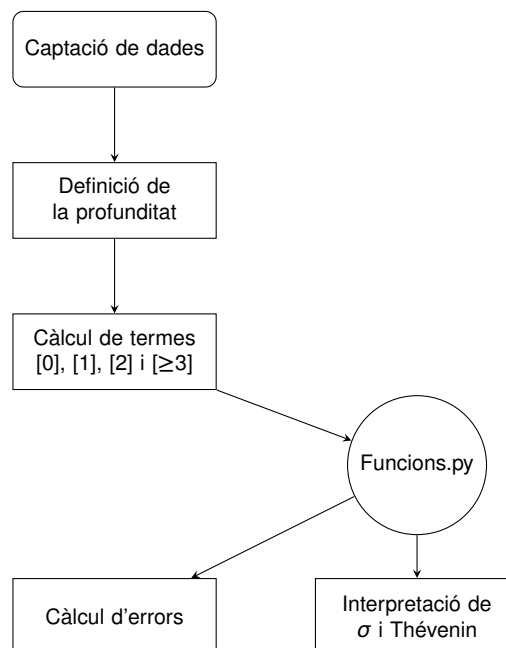 Captació de dades
Definició de
la profunditat
Càlcul de termes
[0], [1], [2] i [≥3]
Funcions.py
Càlcul d'errors
Interpretació de
σ i Thévenin